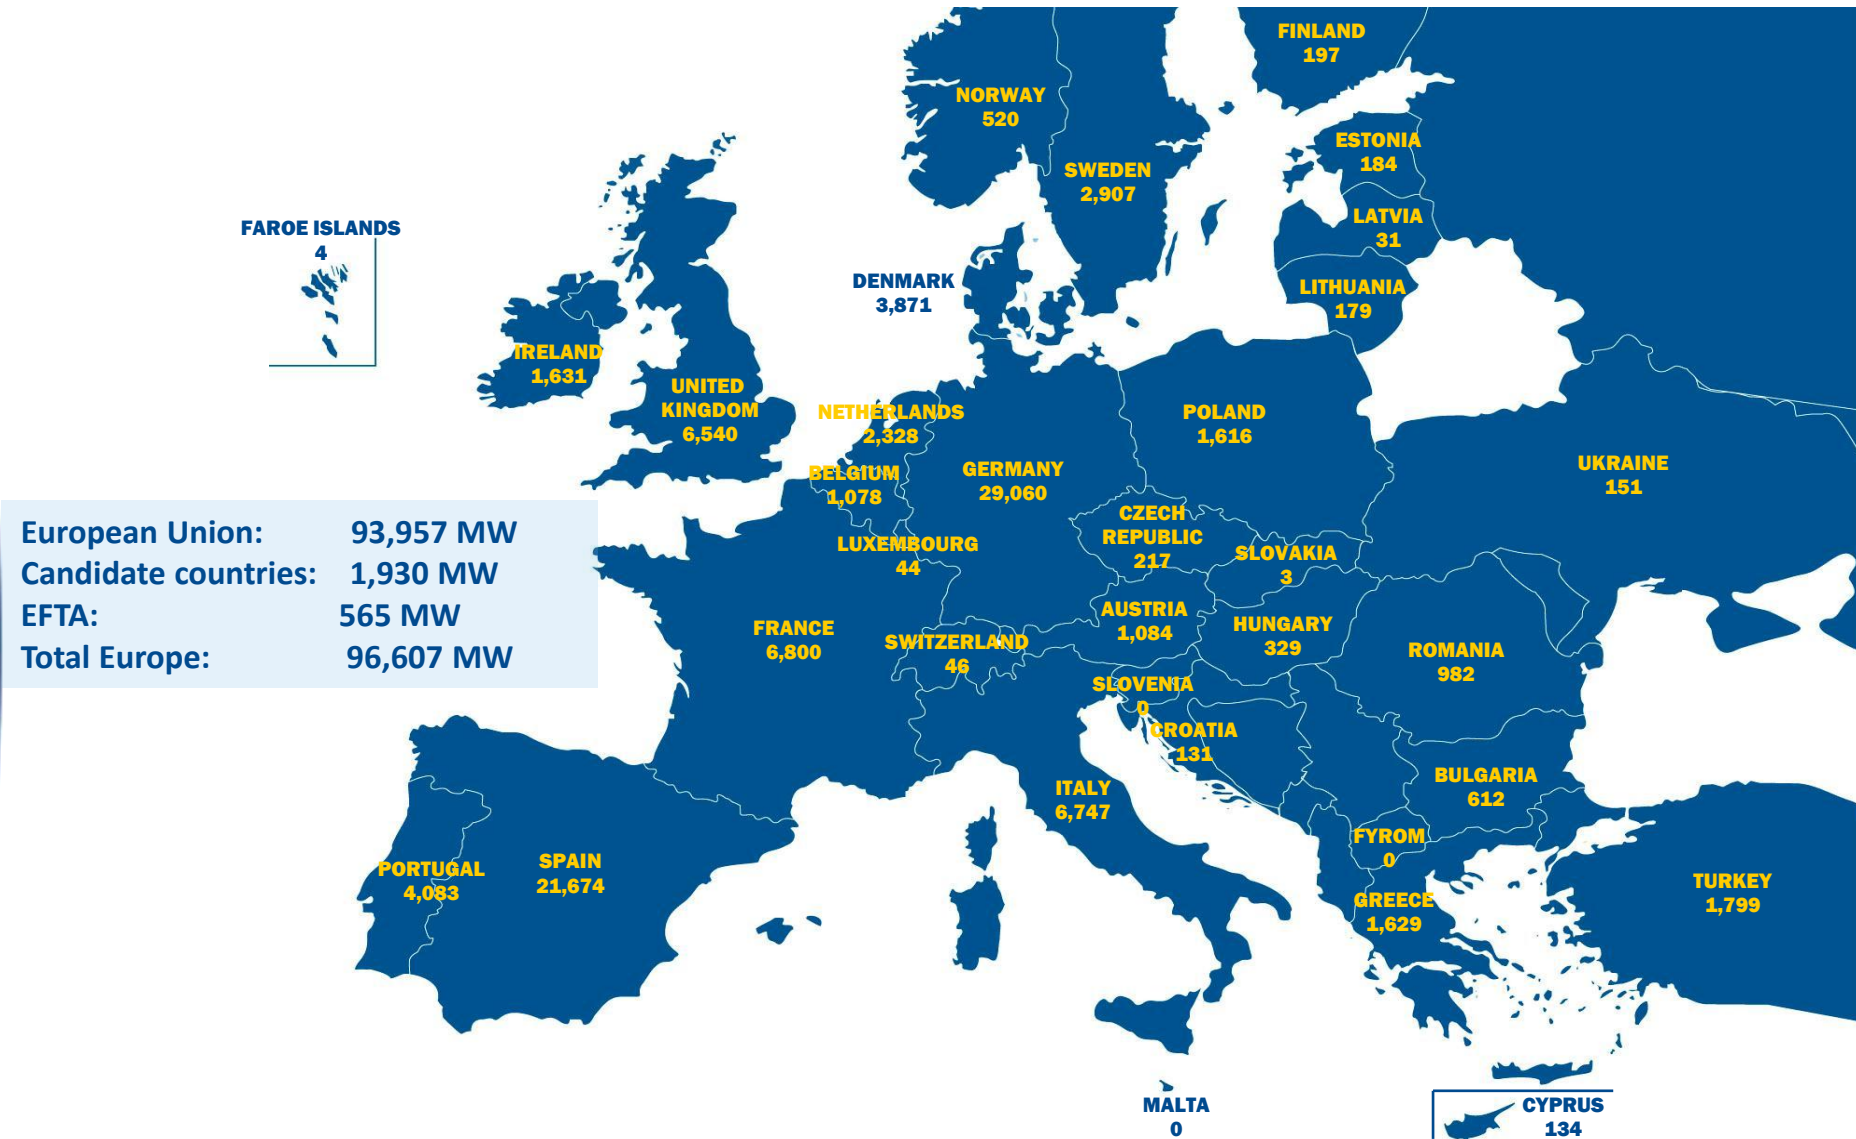 FINLAND
197
NORWAY
520
ESTONIA
184
SWEDEN
2,907
LATVIA
31
FAROE ISLANDS
4
DENMARK
3,871
LITHUANIA
179
IRELAND
1,631
UNITED
KINGDOM
6,540
NETHERLANDS
2,328
POLAND
1,616
BELGIUM
1,078
GERMANY
29,060
UKRAINE
151
European Union: 93,957 MW
Candidate countries: 1,930 MW
EFTA: 565 MW
Total Europe: 96,607 MW
CZECH
REPUBLIC
217
LUXEMBOURG
44
SLOVAKIA
3
AUSTRIA
1,084
FRANCE
6,800
SWITZERLAND
46
HUNGARY
329
ROMANIA
982
SLOVENIA
0
CROATIA
131
ITALY
6,747
BULGARIA
612
FYROM
0
PORTUGAL
4,083
SPAIN
21,674
GREECE
1,629
TURKEY
1,799
MALTA
0
CYPRUS
134